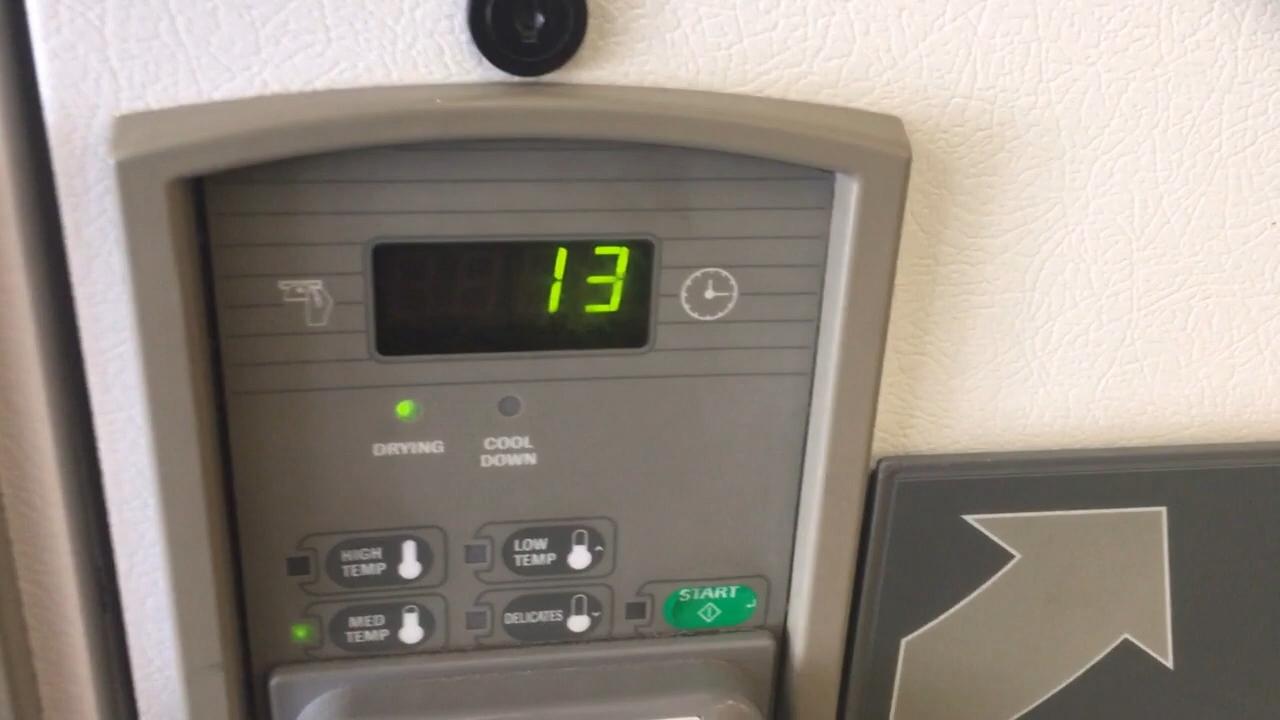 13
DRYING
COOL
DOWN
HIGH
TEMP
LOW
TEMP
MED
TEMP
DELICATES
START